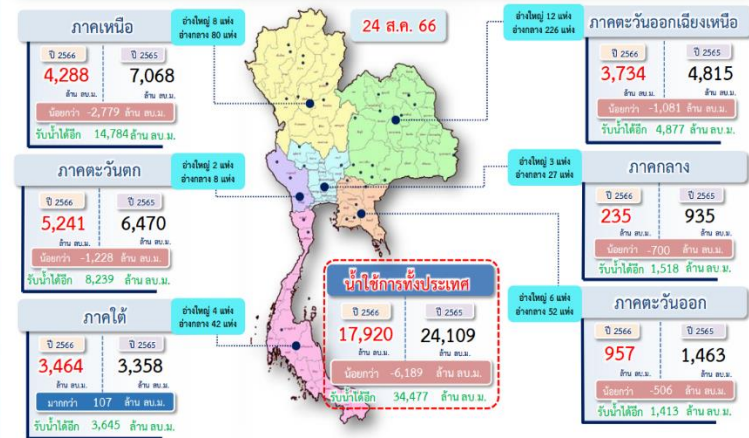 ภาคเหนือ
ปี 2566 ปี 2565
4,288 7,068
ล้าน ลบ.ม. ล้าน ลบ.ม.
น้อยกว่า -2,779 ล้าน ลบ.ม.
รับน้ำได้อีก 14,784 ล้าน ลบ.ม.
อ่างใหญ่ 8 แห่ง
อ่างกลาง 80 แห่ง
24 ส.ค. 66
อ่างใหญ่ 12 แห่ง
อ่างกลาง 226 แห่ง
ภาคตะวันออกเฉียงเหนือ
ปี 2566 ปี 2565
3,734 4,815
ล้าน ลบ.ม. ล้าน ลบ.ม.
น้อยกว่า -1,081 ล้าน ลบ.ม.
รับน้ำได้อีก 4,877 ล้าน ลบ.ม.
ภาคตะวันตก
ปี 2566 ปี 2565
5,241 6,470
ล้าน ลบ.ม. ล้าน ลบ.ม.
น้อยกว่า -1,228 ล้าน ลบ.ม.
รับน้ำได้อีก 8,239 ล้าน ลบ.ม.
อ่างใหญ่ 2 แห่ง
อ่างกลาง 8 แห่ง
อ่างใหญ่ 3 แห่ง
อ่างกลาง 27 แห่ง
ภาคกลาง
ปี 2566 ปี 2565
235 935
ล้าน ลบ.ม. ล้าน ลบ.ม.
น้อยกว่า -700 ล้าน ลบ.ม.
รับน้ำได้อีก 1,518 ล้าน ลบ.ม.
ภาคใต้
ปี 2566 ปี 2565
3,464 3,358
ล้าน ลบ.ม. ล้าน ลบ.ม.
มากกว่า 107 ล้าน ลบ.ม.
รับน้ำได้อีก 3,645 ล้าน ลบ.ม.
อ่างใหญ่ 4 แห่ง
อ่างกลาง 42 แห่ง
น้ำใช้การทั้งประเทศ
ปี 2566 ปี 2565
17,920 24,109
ล้าน ลบ.ม. ล้าน ลบ.ม.
น้อยกว่า -6,189 ล้าน ลบ.ม.
รับน้ำได้อีก 34,477 ล้าน ลบ.ม.
อ่างใหญ่ 6 แห่ง
อ่างกลาง 52 แห่ง
ภาคตะวันออก
ปี 2566 ปี 2565
957 1,463
ล้าน ลบ.ม. ล้าน ลบ.ม.
น้อยกว่า -506 ล้าน ลบ.ม.
รับน้ำได้อีก 1,413 ล้าน ลบ.ม.